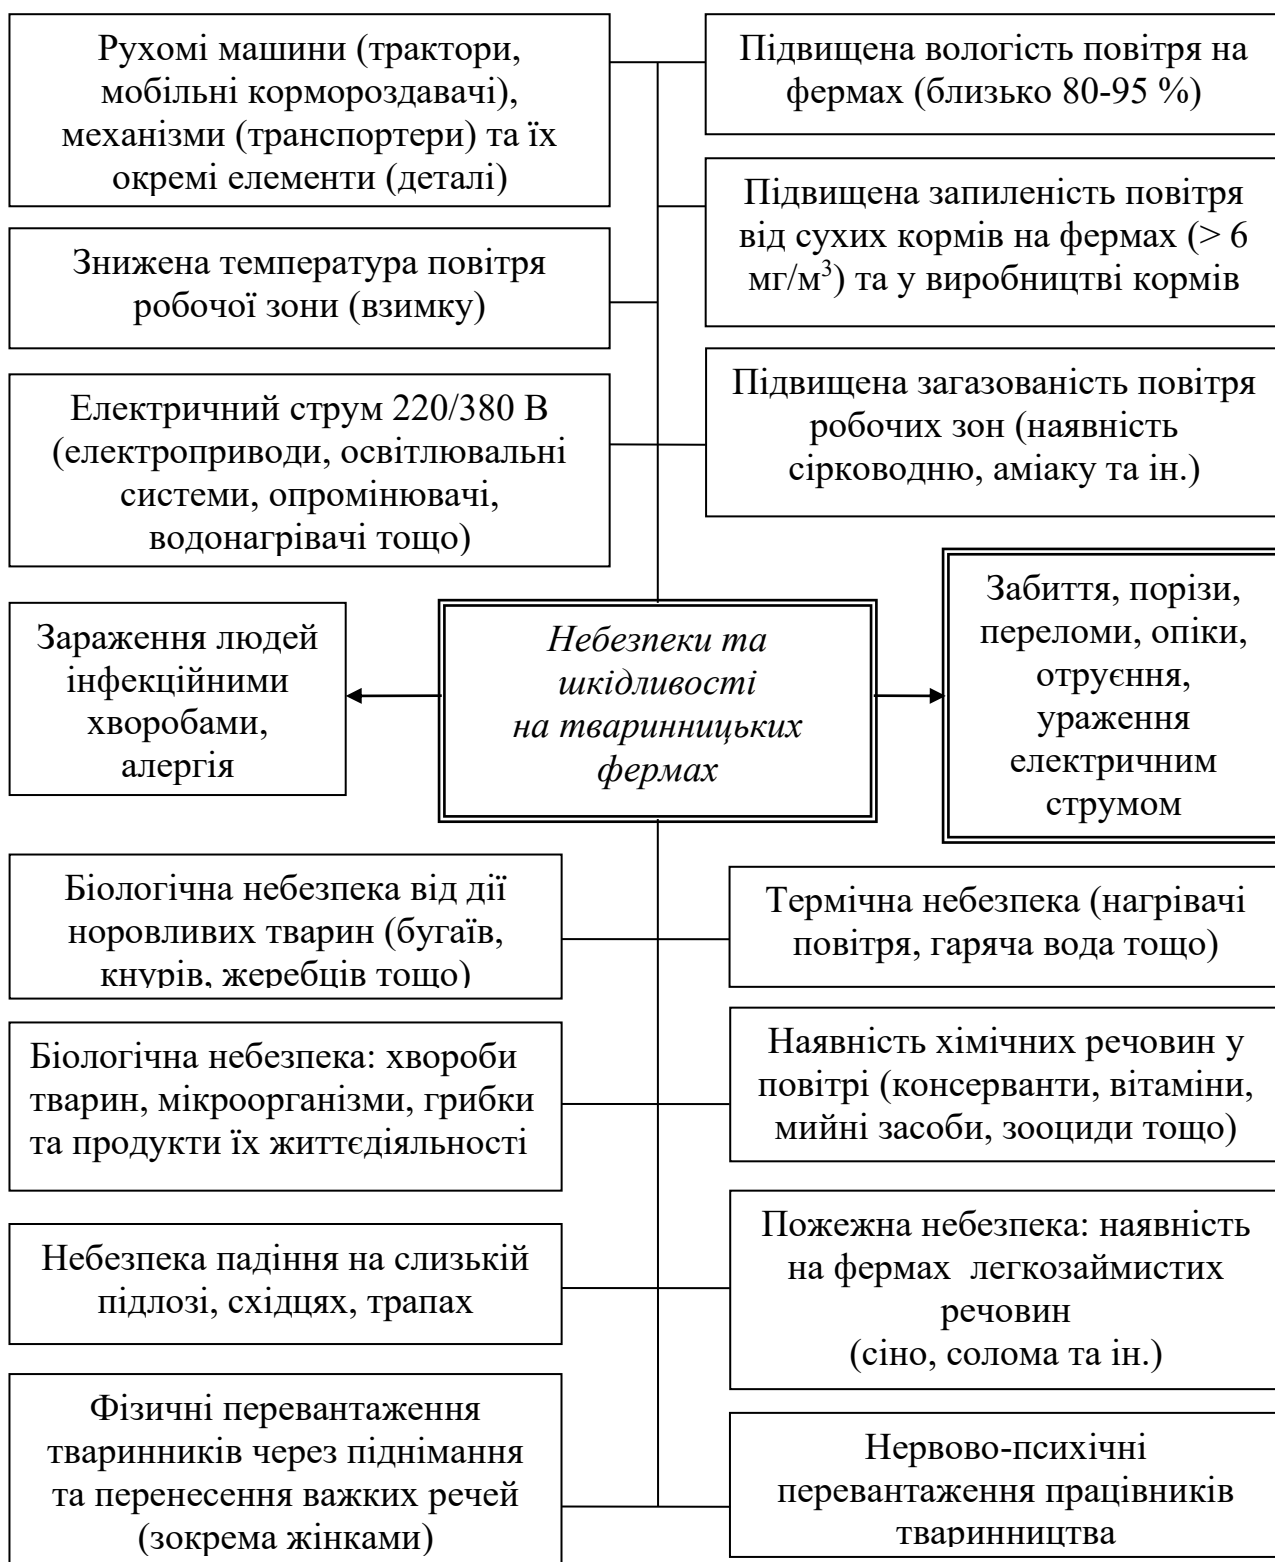 Рухомі машини (трактори,
мобільні кормороздавачі),
механізми (транспортери) та їх
окремі елементи (деталі)
Підвищена вологість повітря на
фермах (близько 80-95 %)
Підвищена запиленість повітря
від сухих кормів на фермах (> 6
мг/м³) та у виробництві кормів
Знижена температура повітря
робочої зони (взимку)
Підвищена загазованість повітря
робочих зон (наявність
сірководню, аміаку та ін.)
Електричний струм 220/380 В
(електроприводи, освітлювальні
системи, опромінювачі,
водонагрівачі тощо)
Зараження людей
інфекційними
хворобами,
алергія
Небезпеки та
шкідливості
на тваринницьких
фермах
Забиття, порізи,
переломи, опіки,
отруєння,
ураження
електричним
струмом
Біологічна небезпека від дії
норовливих тварин (бугаїв,
кнурів, жеребців тощо)
Термічна небезпека (нагрівачі
повітря, гаряча вода тощо)
Біологічна небезпека: хвороби
тварин, мікроорганізми, грибки
та продукти їх життєдіяльності
Наявність хімічних речовин у
повітрі (консерванти, вітаміни,
мийні засоби, зооциди тощо)
Небезпека падіння на слизькій
підлозі, східцях, трапах
Пожежна небезпека: наявність
на фермах легкозаймистих
речовин
(сіно, солома та ін.)
Фізичні перевантаження
тваринників через піднімання
та перенесення важких речей
(зокрема жінками)
Нервово-психічні
перевантаження працівників
тваринництва